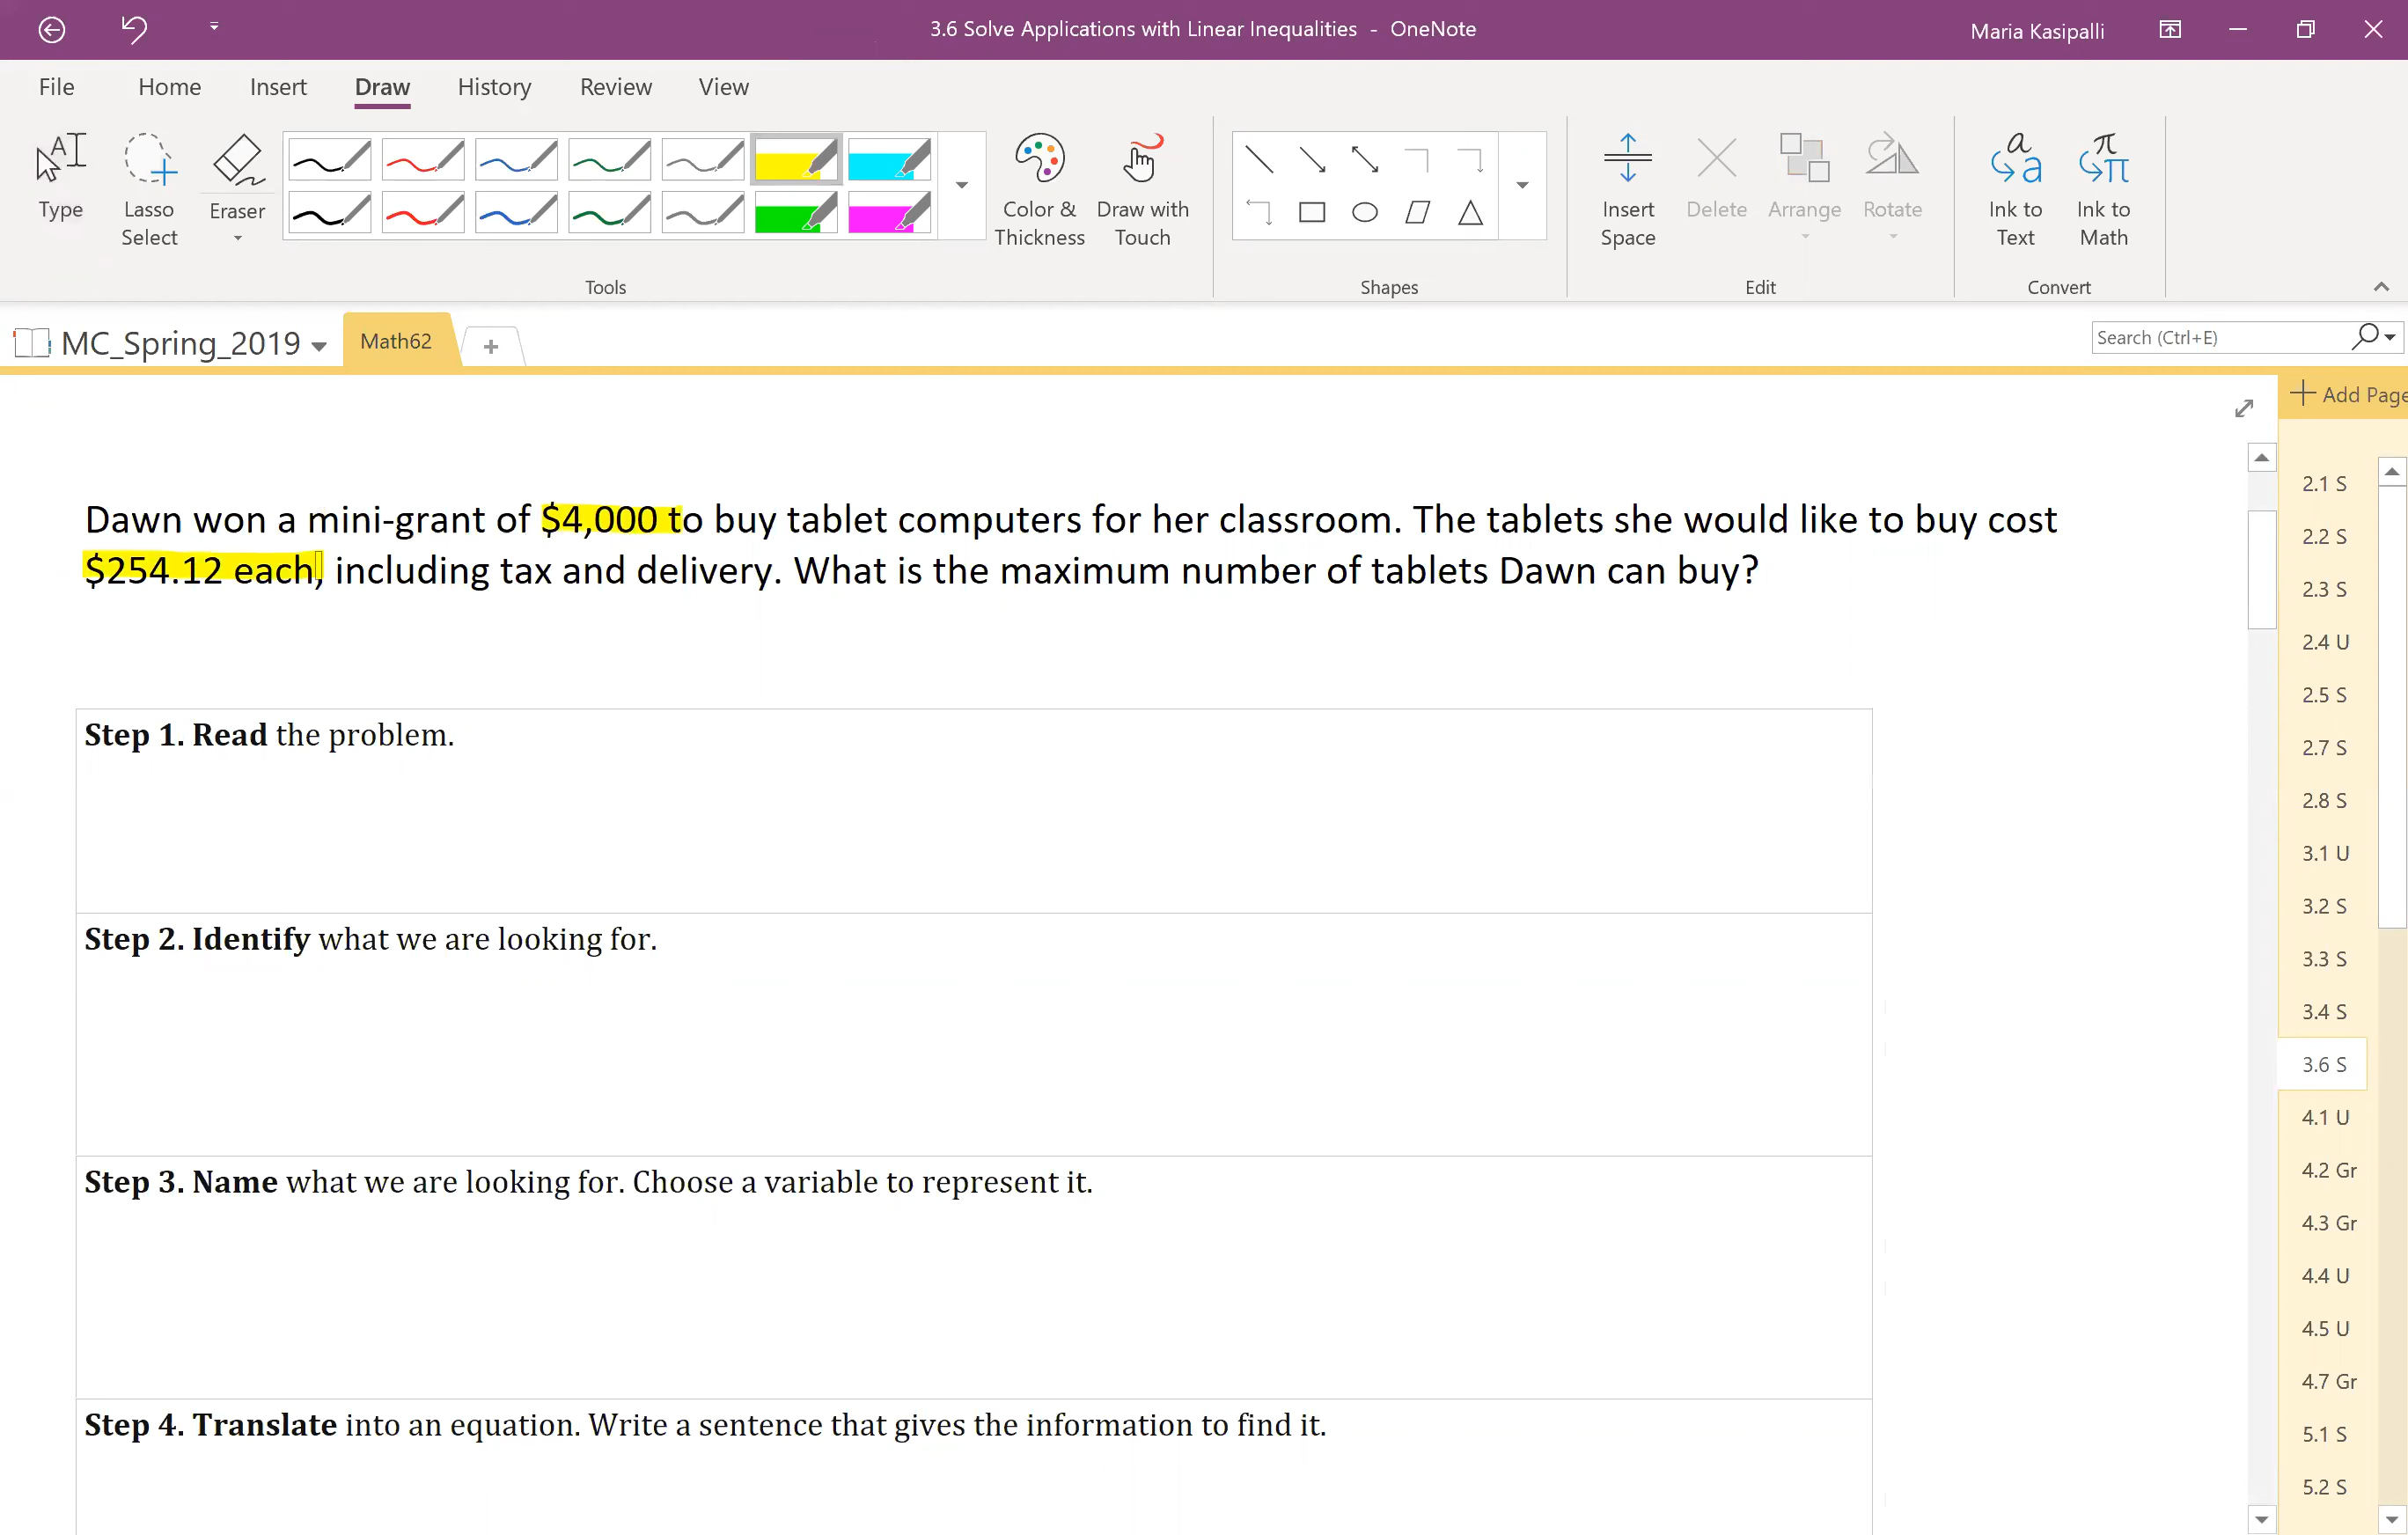 3.6 Solve Applications with Linear Inequalities - OneNote
Maria Kasipalli
File Home Insert Draw History Review View
Type
Lasso Select
Eraser
Color & Thickness
Draw with Touch
Insert Space
Delete
Arrange
Rotate
Ink to Text
Ink to Math
Tools
Shapes
Edit
Convert
MC_Spring_2019
Math62
Search (Ctrl+E)
Add Page
Dawn won a mini-grant of $4,000 to buy tablet computers for her classroom. The tablets she would like to buy cost
$254.12 each, including tax and delivery. What is the maximum number of tablets Dawn can buy?
Step 1. Read the problem.
Step 2. Identify what we are looking for.
Step 3. Name what we are looking for. Choose a variable to represent it.
Step 4. Translate into an equation. Write a sentence that gives the information to find it.
2.1 S
2.2 S
2.3 S
2.4 U
2.5 S
2.7 S
2.8 S
3.1 U
3.2 S
3.3 S
3.4 S
3.6 S
4.1 U
4.2 Gr
4.3 Gr
4.4 U
4.5 U
4.7 Gr
5.1 S
5.2 S